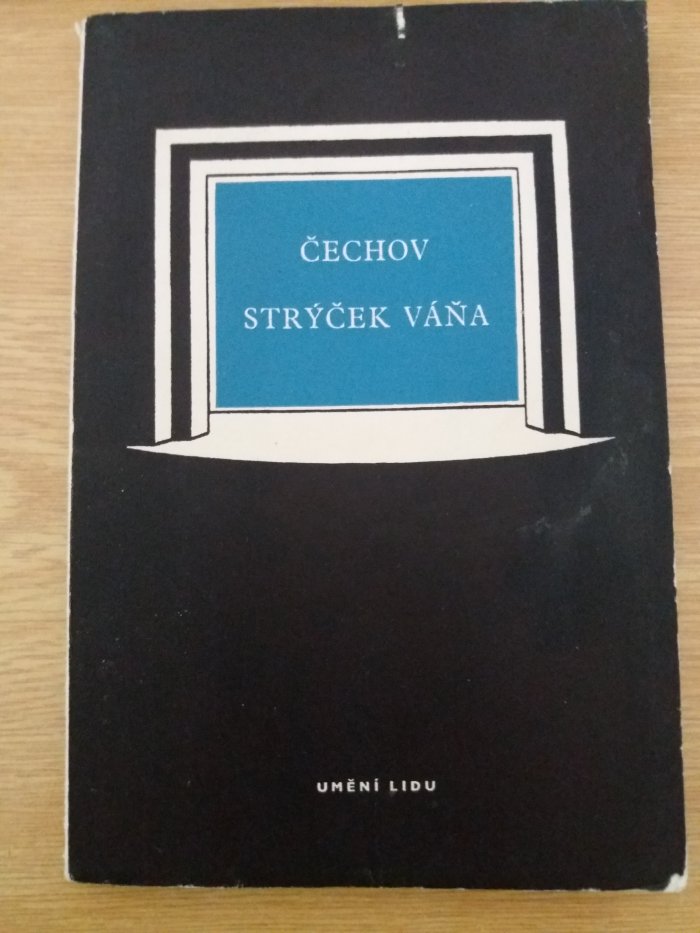 ČECHOV
STRÝČEK VÁŇA
UMĚNÍ LIDU